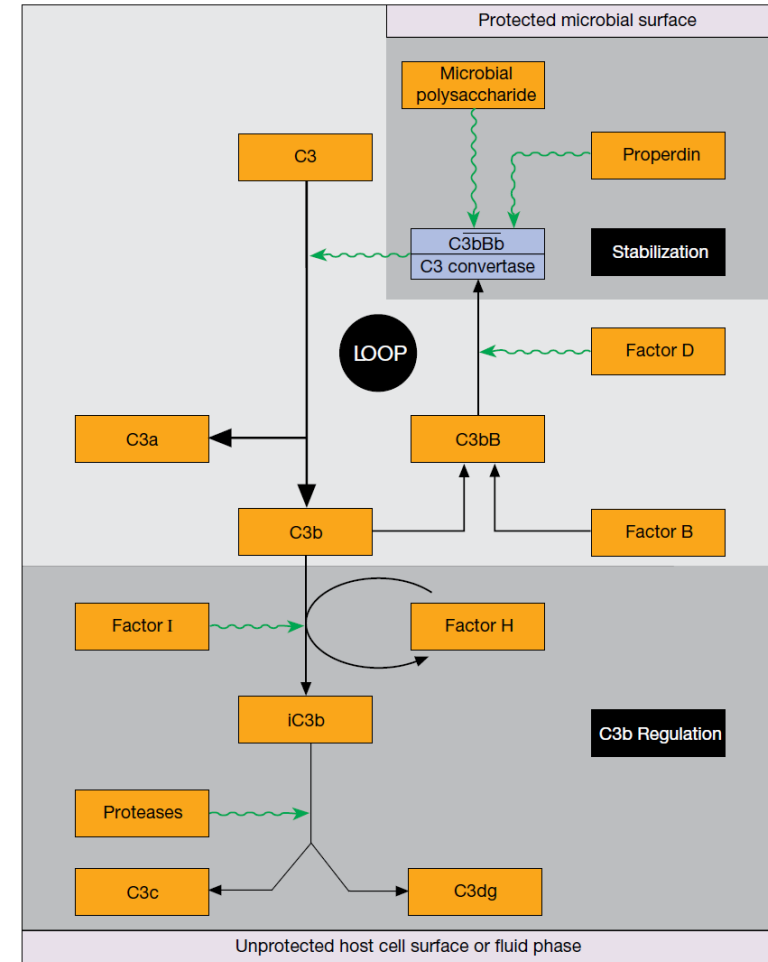 Protected microbial surface
Microbial
polysaccharide
C3
Properdin
C3bBb
C3 convertase
Stabilization
LOOP
Factor D
C3a
C3bB
C3b
Factor B
Factor I
Factor H
iC3b
C3b Regulation
Proteases
C3c
C3dg
Unprotected host cell surface or fluid phase